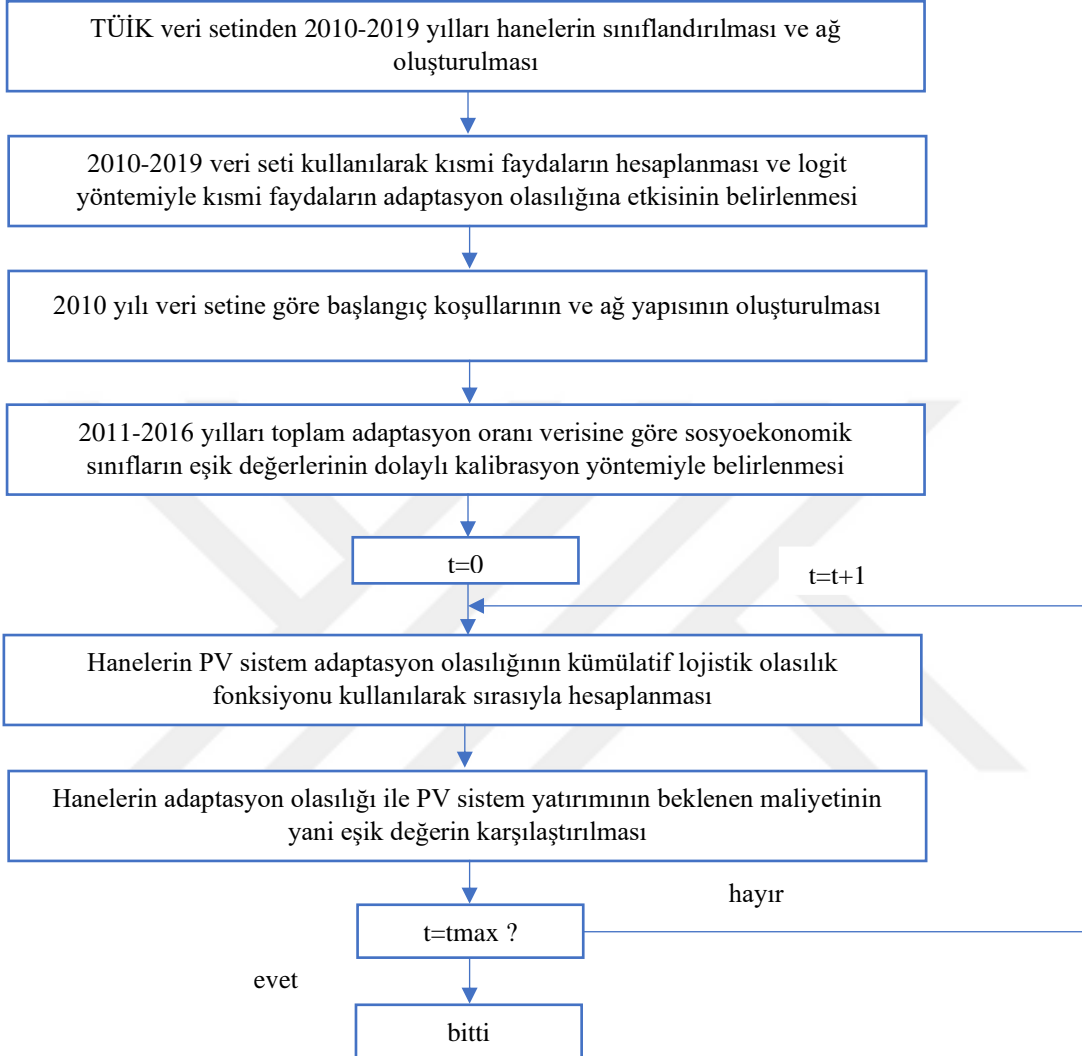 TÜİK veri setinden 2010-2019 yılları hanelerin sınıflandırılması ve ağ
oluşturulması
2010-2019 veri seti kullanılarak kısmi faydaların hesaplanması ve logit
yöntemiyle kısmi faydaların adaptasyon olasılığına etkisinin belirlenmesi
2010 yılı veri setine göre başlangıç koşullarının ve ağ yapısının oluşturulması
2011-2016 yılları toplam adaptasyon oranı verisine göre sosyoekonomik
sınıfların eşik değerlerinin dolaylı kalibrasyon yöntemiyle belirlenmesi
t=0
t=t+1
Hanelerin PV sistem adaptasyon olasılığının kümülatif lojistik olasılık
fonksiyonu kullanılarak sırasıyla hesaplanması
Hanelerin adaptasyon olasılığı ile PV sistem yatırımının beklenen maliyetinin
yani eşik değerin karşılaştırılması
hayır
t=tmax ?
evet
bitti